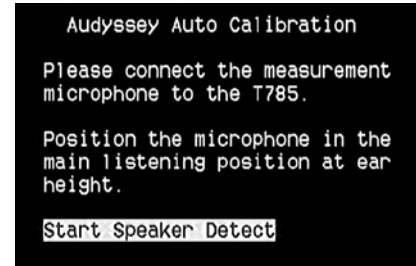 Audyssey Auto Calibration
Please connect the measurement
microphone to the T785.
Position the microphone in the
main listening position at ear
height.
Start Speaker Detect